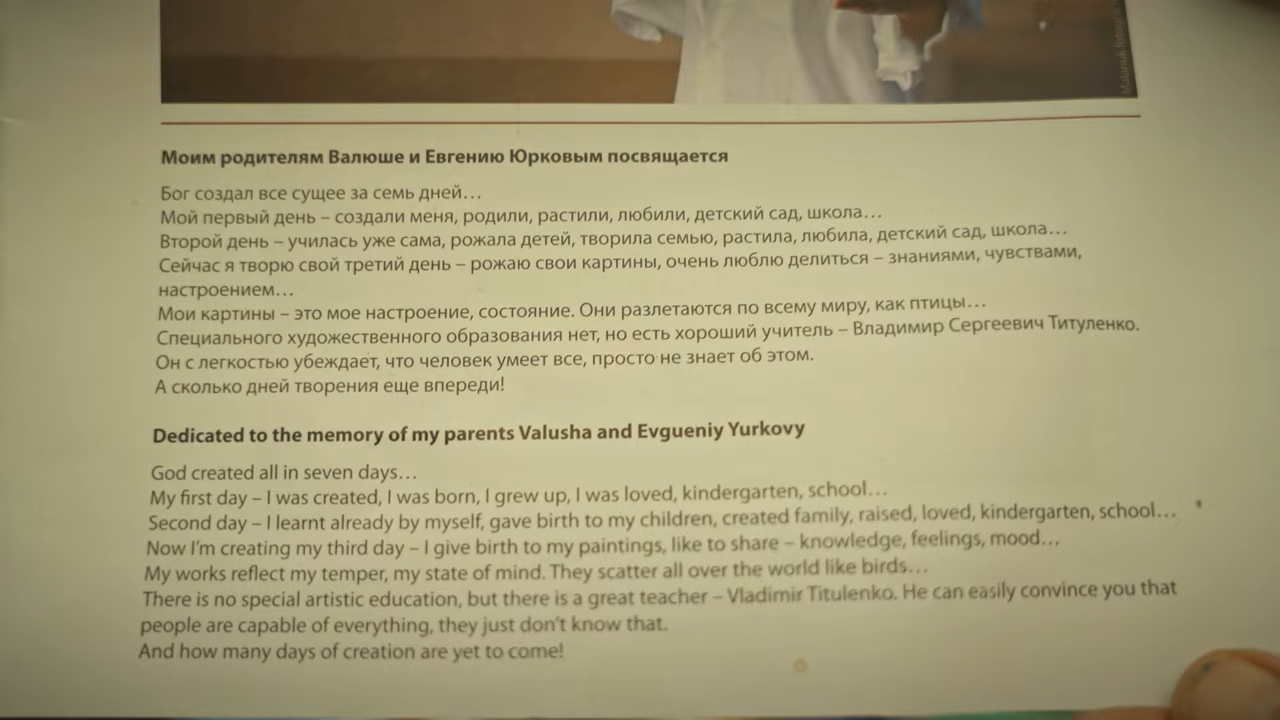 Моим родителям Валюше и Евгению Юрковым посвящается
Бог создал все сущее за семь дней…
Мой первый день – создали меня, родили, растили, любили, детский сад, школа…
Второй день – училась уже сама, рожала детей, творила семью, растила, любила, детский сад, школа…
Сейчас я творю свой третий день – рожаю свои картины, очень люблю делиться – знаниями, чувствами,
настроением…
Мои картины – это мое настроение, состояние. Они разлетаются по всему миру, как птицы…
Специального художественного образования нет, но есть хороший учитель – Владимир Сергеевич Титуленко.
Он с легкостью убеждает, что человек умеет все, просто не знает об этом.
А сколько дней творения еще впереди!
Dedicated to the memory of my parents Valusha and Evgueniy Yurkovy
God created all in seven days…
My first day – I was created, I was born, I grew up, I was loved, kindergarten, school…
Second day – I learnt already by myself, gave birth to my children, created family, raised, loved, kindergarten, school…
Now I’m creating my third day – I give birth to my paintings, like to share – knowledge, feelings, mood…
My works reflect my temper, my state of mind. They scatter all over the world like birds…
There is no special artistic education, but there is a great teacher – Vladimir Titulenko. He can easily convince you that
people are capable of everything, they just don’t know that.
And how many days of creation are yet to come!